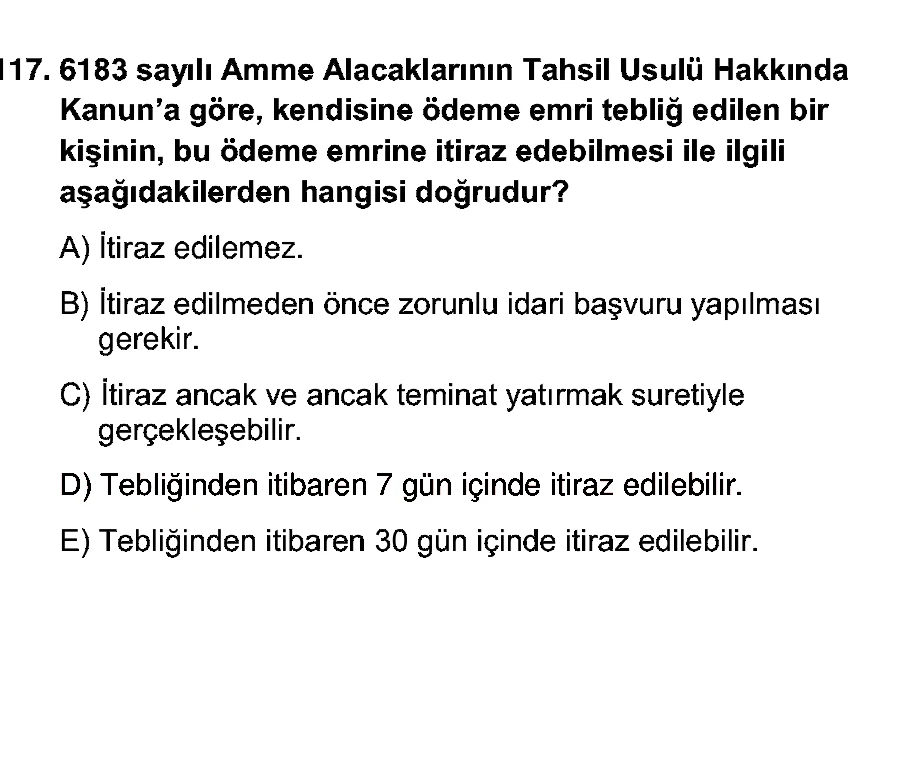 117. 6183 sayılı Amme Alacaklarının Tahsil Usulü Hakkında
Kanun'a göre, kendisine ödeme emri tebliğ edilen bir
kişinin, bu ödeme emrine itiraz edebilmesi ile ilgili
aşağıdakilerden hangisi doğrudur?
A) İtiraz edilemez.
B) İtiraz edilmeden önce zorunlu idari başvuru yapılması
gerekir.
C) İtiraz ancak ve ancak teminat yatırmak suretiyle
gerçekleşebilir.
D) Tebliğinden itibaren 7 gün içinde itiraz edilebilir.
E) Tebliğinden itibaren 30 gün içinde itiraz edilebilir.